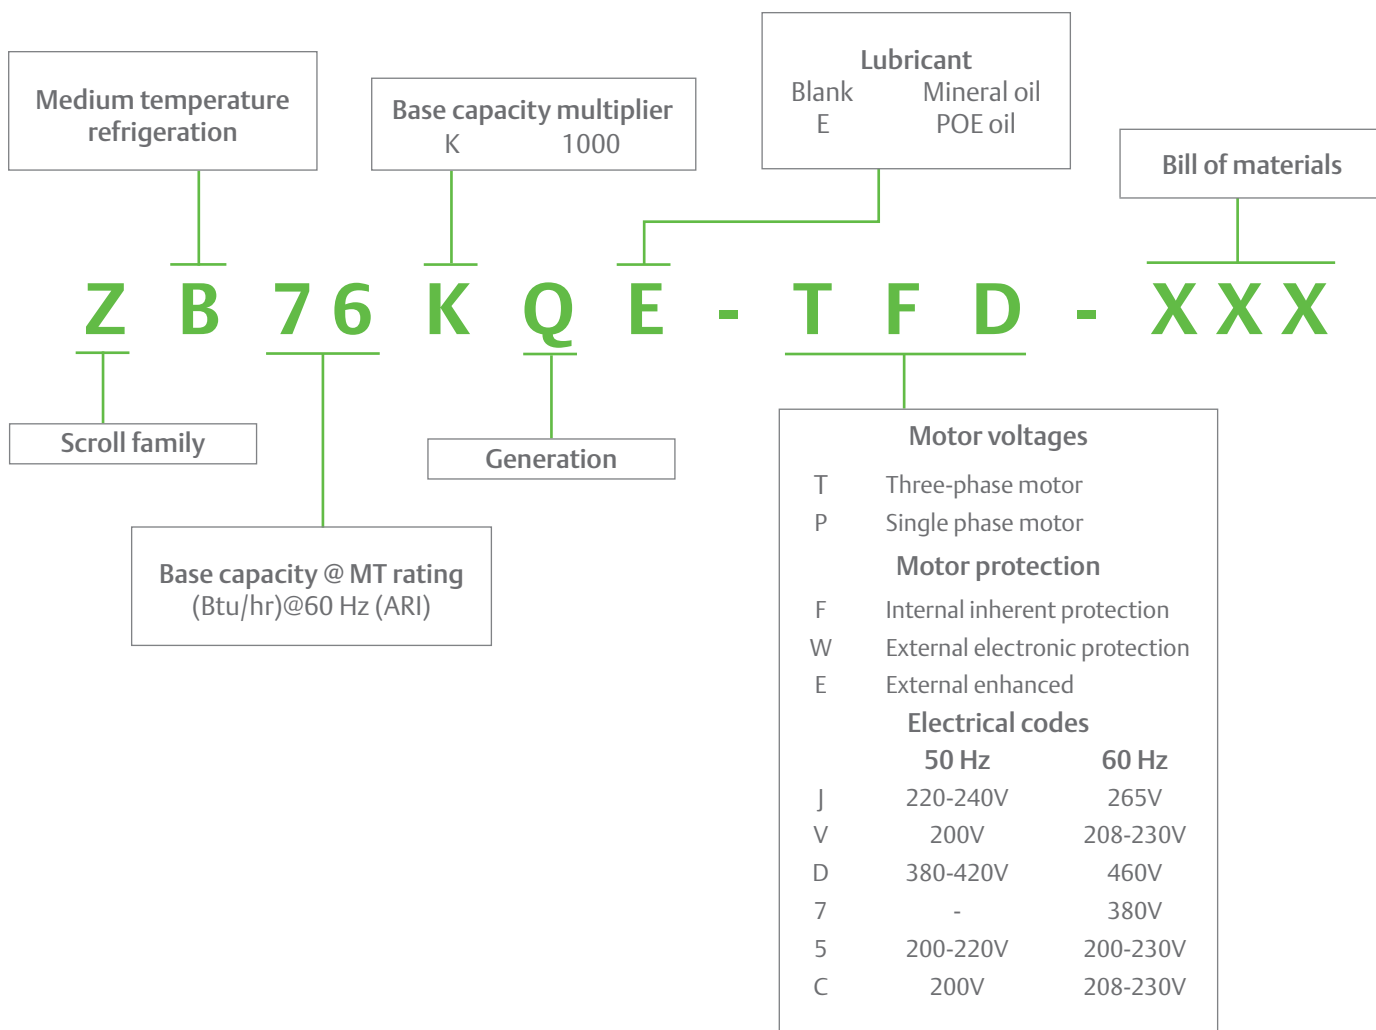 Medium temperature
refrigeration
Base capacity multiplier
K 1000
Lubricant
Blank Mineral oil
E POE oil
Bill of materials
Z B 7 6 K Q E - T F D - X X X
Scroll family
Generation
Base capacity @ MT rating
(Btu/hr)@60 Hz (ARI)
Motor voltages
T Three-phase motor
P Single phase motor
Motor protection
F Internal inherent protection
W External electronic protection
E External enhanced
Electrical codes
50 Hz 60 Hz
J 220-240V 265V
V 200V 208-230V
D 380-420V 460V
7 - 380V
5 200-220V 200-230V
C 200V 208-230V